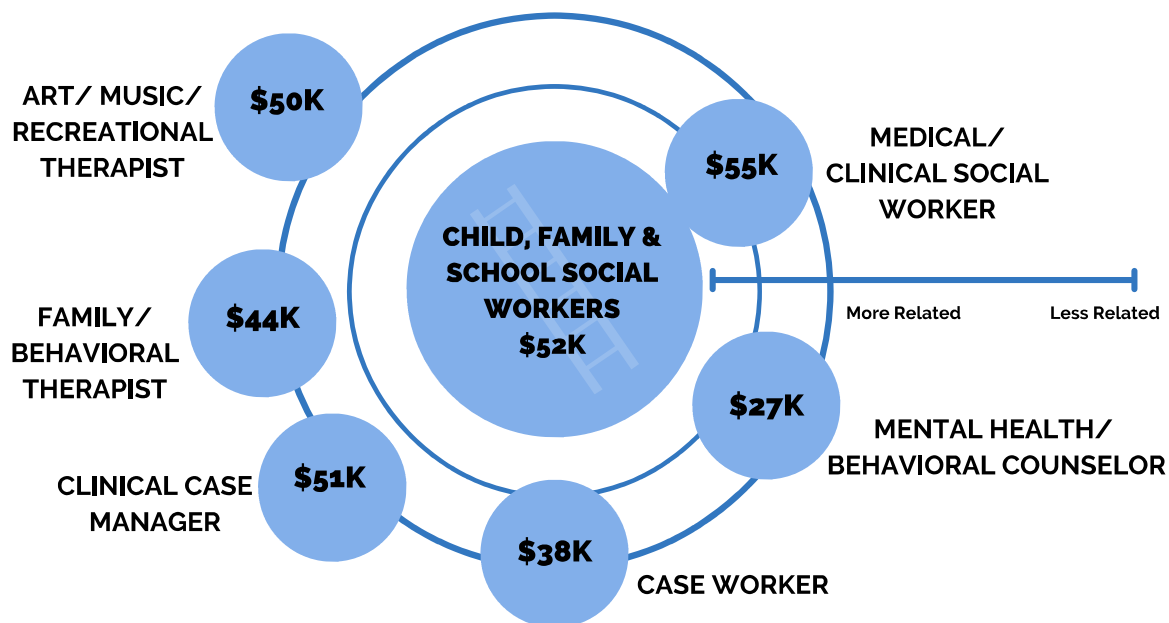 ART/ MUSIC/
RECREATIONAL
THERAPIST
$50K
$55K
MEDICAL/
CLINICAL SOCIAL
WORKER
CHILD, FAMILY &
SCHOOL SOCIAL
WORKERS
$52K
More Related
Less Related
FAMILY/
BEHAVIORAL
THERAPIST
$44K
$27K
MENTAL HEALTH/
BEHAVIORAL COUNSELOR
CLINICAL CASE
MANAGER
$51K
$38K
CASE WORKER